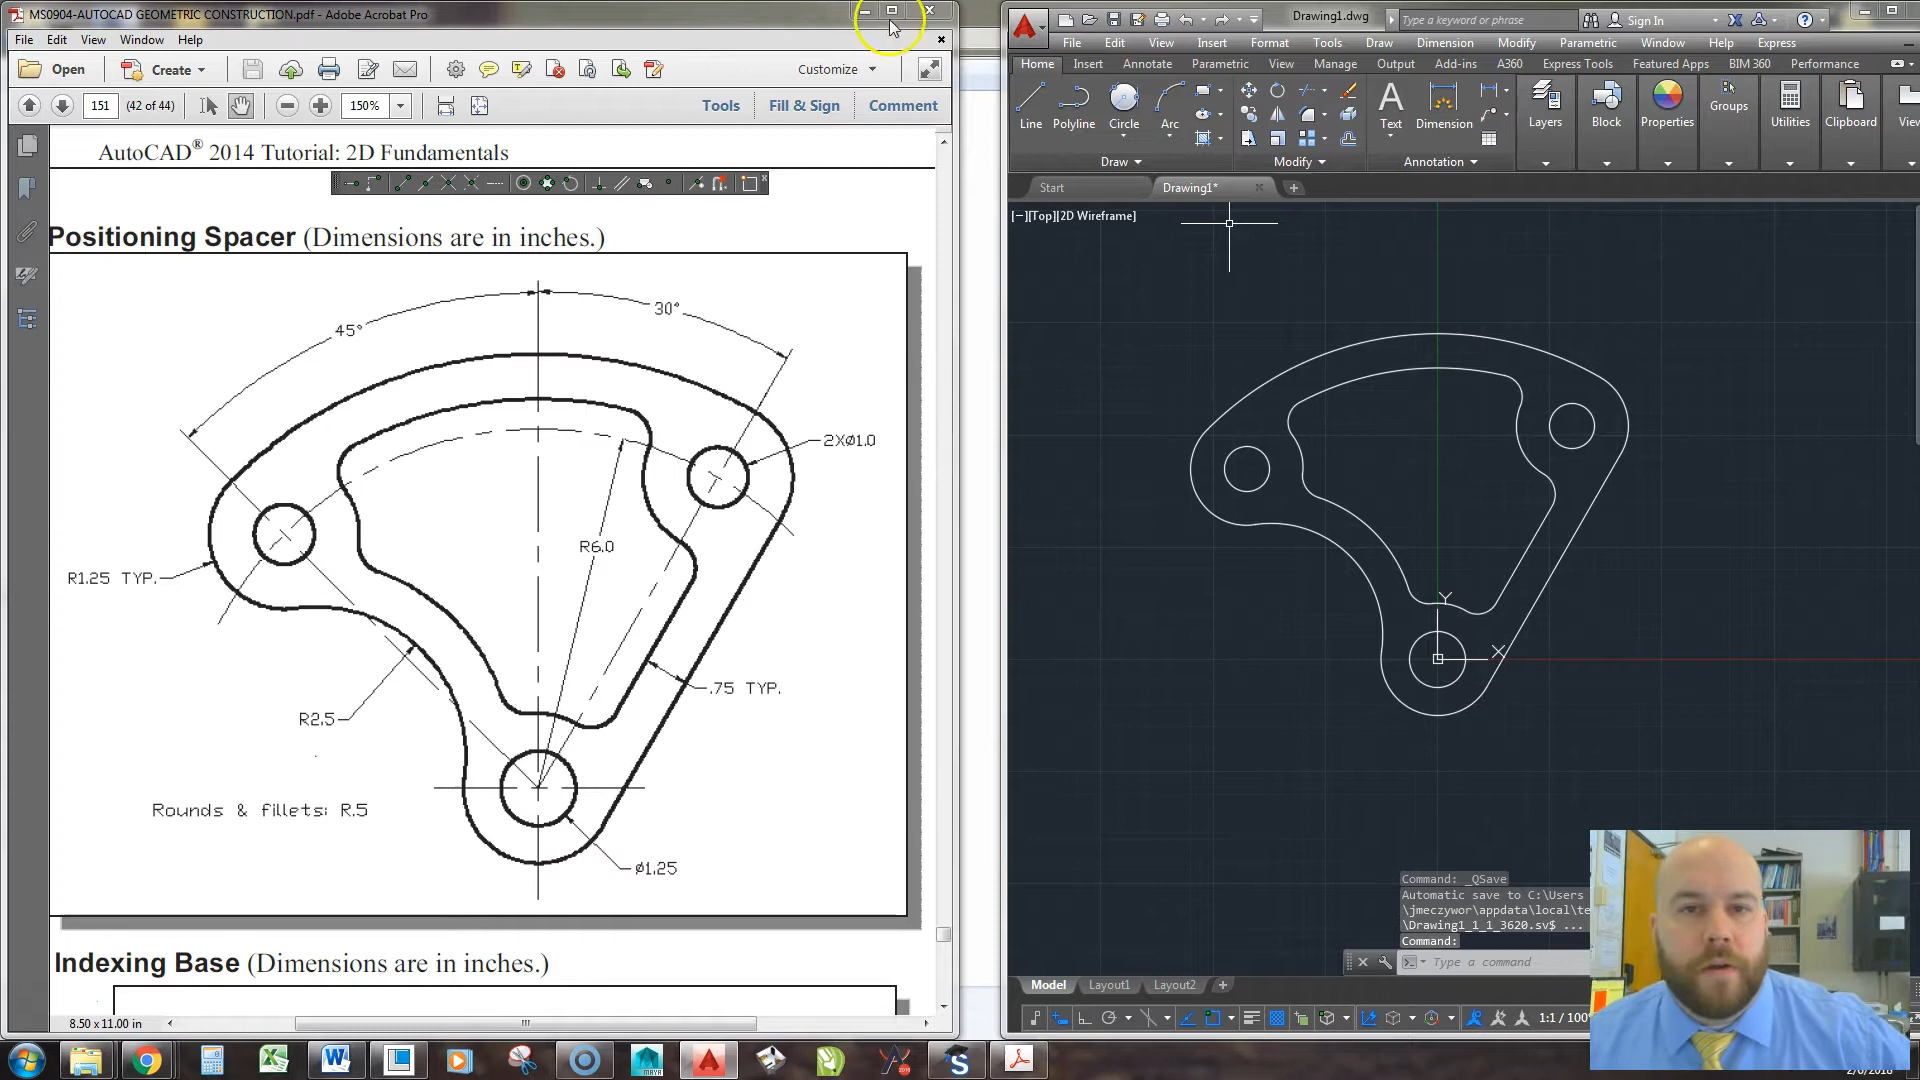 MS0904-AUTOCAD GEOMETRIC CONSTRUCTION.pdf - Adobe Acrobat Pro
File Edit View Window Help
Open Create Customize
151 (42 of 44) 150% Tools Fill & Sign Comment
AutoCAD® 2014 Tutorial: 2D Fundamentals
Positioning Spacer (Dimensions are in inches.)
45°
30°
2XØ1.0
R6.0
R1.25 TYP.
.75 TYP.
R2.5
Rounds & fillets: R.5
ø1.25
Indexing Base (Dimensions are in inches.)
8.50 x 11.00 in
Drawing1.dwg Type a keyword or phrase Sign In
File Edit View Insert Format Tools Draw Dimension Modify Parametric Window Help Express
Home Insert Annotate Parametric View Manage Output Add-ins A360 Express Tools Featured Apps BIM 360 Performance
Line Polyline Circle Arc Text Dimension Layers Block Properties Groups Utilities Clipboard
Draw Modify Annotation
Start Drawing1*
[−][Top][2D Wireframe]
Y
X
Command: _QSave
Automatic save to C:\Users
\jmeczywor\appdata\local\te
\Drawing1_1_1_3620.sv$ ...
Command:
Type a command
Model Layout1 Layout2
1:1 / 100%